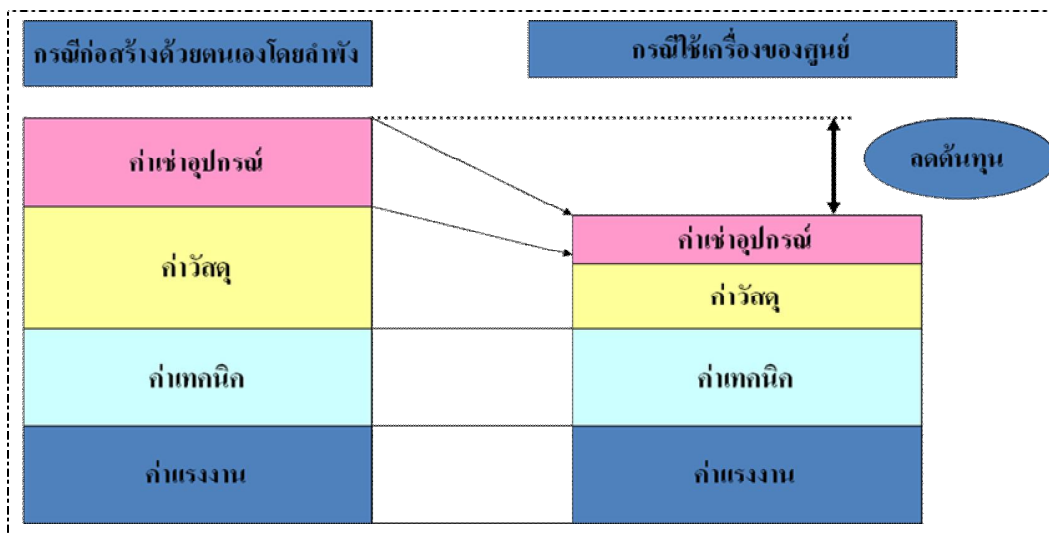 กรณีก่อสร้างด้วยตนเองโดยลำพัง
กรณีใช้เครื่องของศูนย์
ค่าเช่าอุปกรณ์
ค่าวัสดุ
ค่าเทคนิค
ค่าแรงงาน
ลดต้นทุน
ค่าเช่าอุปกรณ์
ค่าวัสดุ
ค่าเทคนิค
ค่าแรงงาน